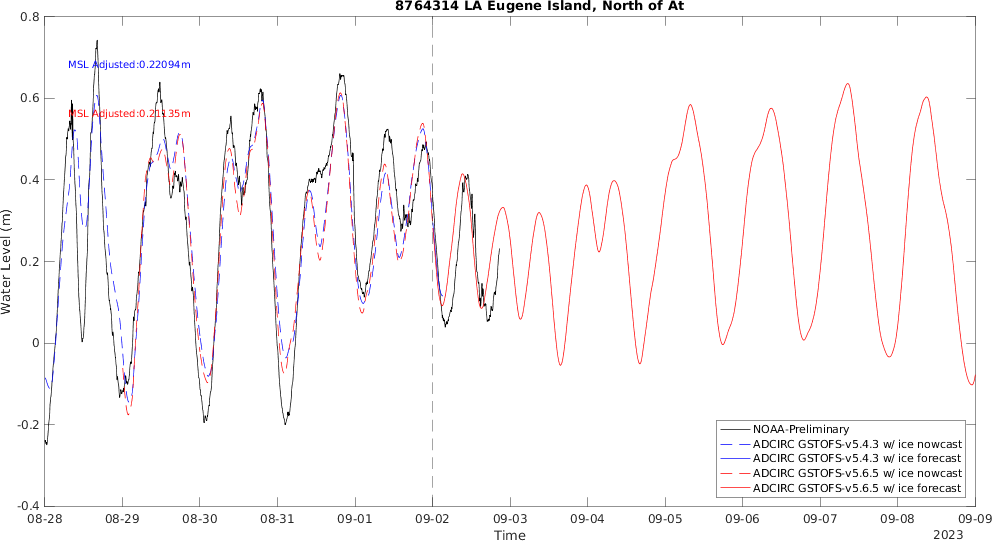 8764314 LA Eugene Island, North of At
0.8
0.6
0.4
0.2
0
-0.2
-0.4
Water Level (m)
MSL Adjusted:0.22094m
MSL Adjusted:0.21135m
NOAA-Preliminary
ADCIRC GSTOFS-v5.4.3 w/ ice nowcast
ADCIRC GSTOFS-v5.4.3 w/ ice forecast
ADCIRC GSTOFS-v5.6.5 w/ ice nowcast
ADCIRC GSTOFS-v5.6.5 w/ ice forecast
08-28 08-29 08-30 08-31 09-01 09-02 09-03 09-04 09-05 09-06 09-07 09-08 09-09
Time
2023